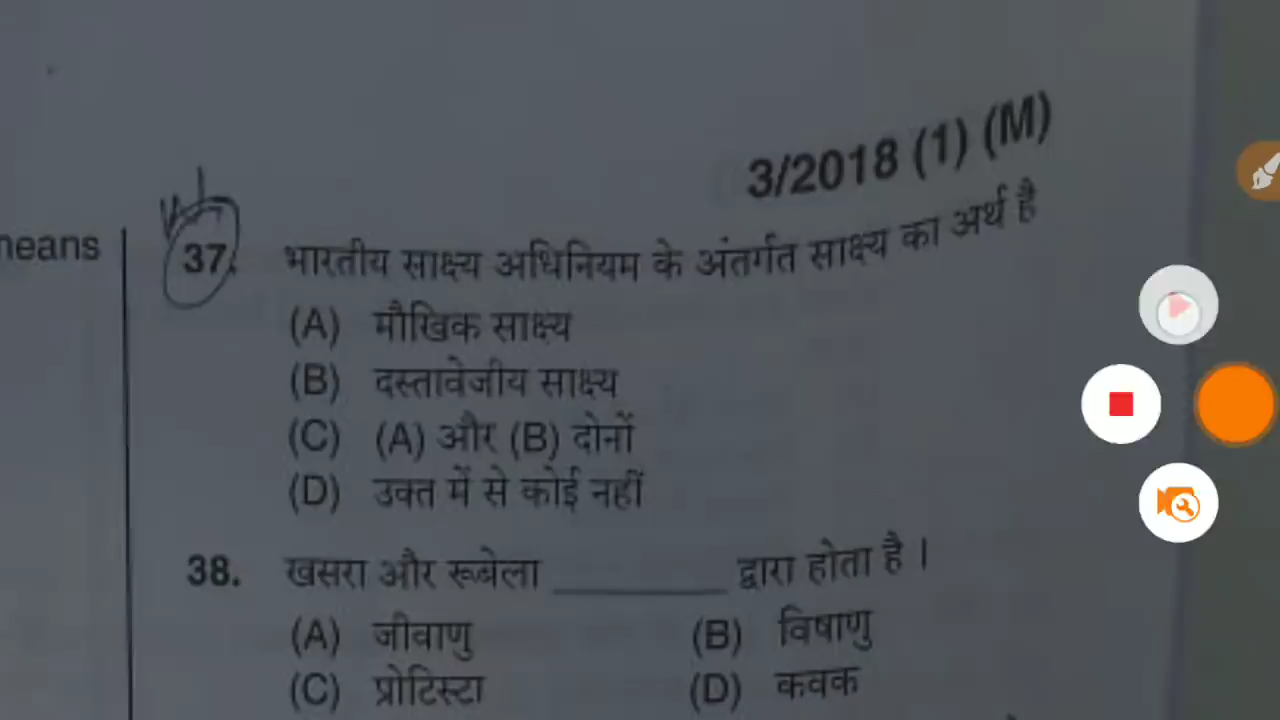 3/2018 (1) (M)
neans
37. भारतीय साक्ष्य अधिनियम के अंतर्गत साक्ष्य का अर्थ है
(A) मौखिक साक्ष्य
(B) दस्तावेजीय साक्ष्य
(C) (A) और (B) दोनों
(D) उक्त में से कोई नहीं
38. खसरा और रूबेला ________ द्वारा होता है ।
(A) जीवाणु (B) विषाणु
(C) प्रोटिस्टा (D) कवक